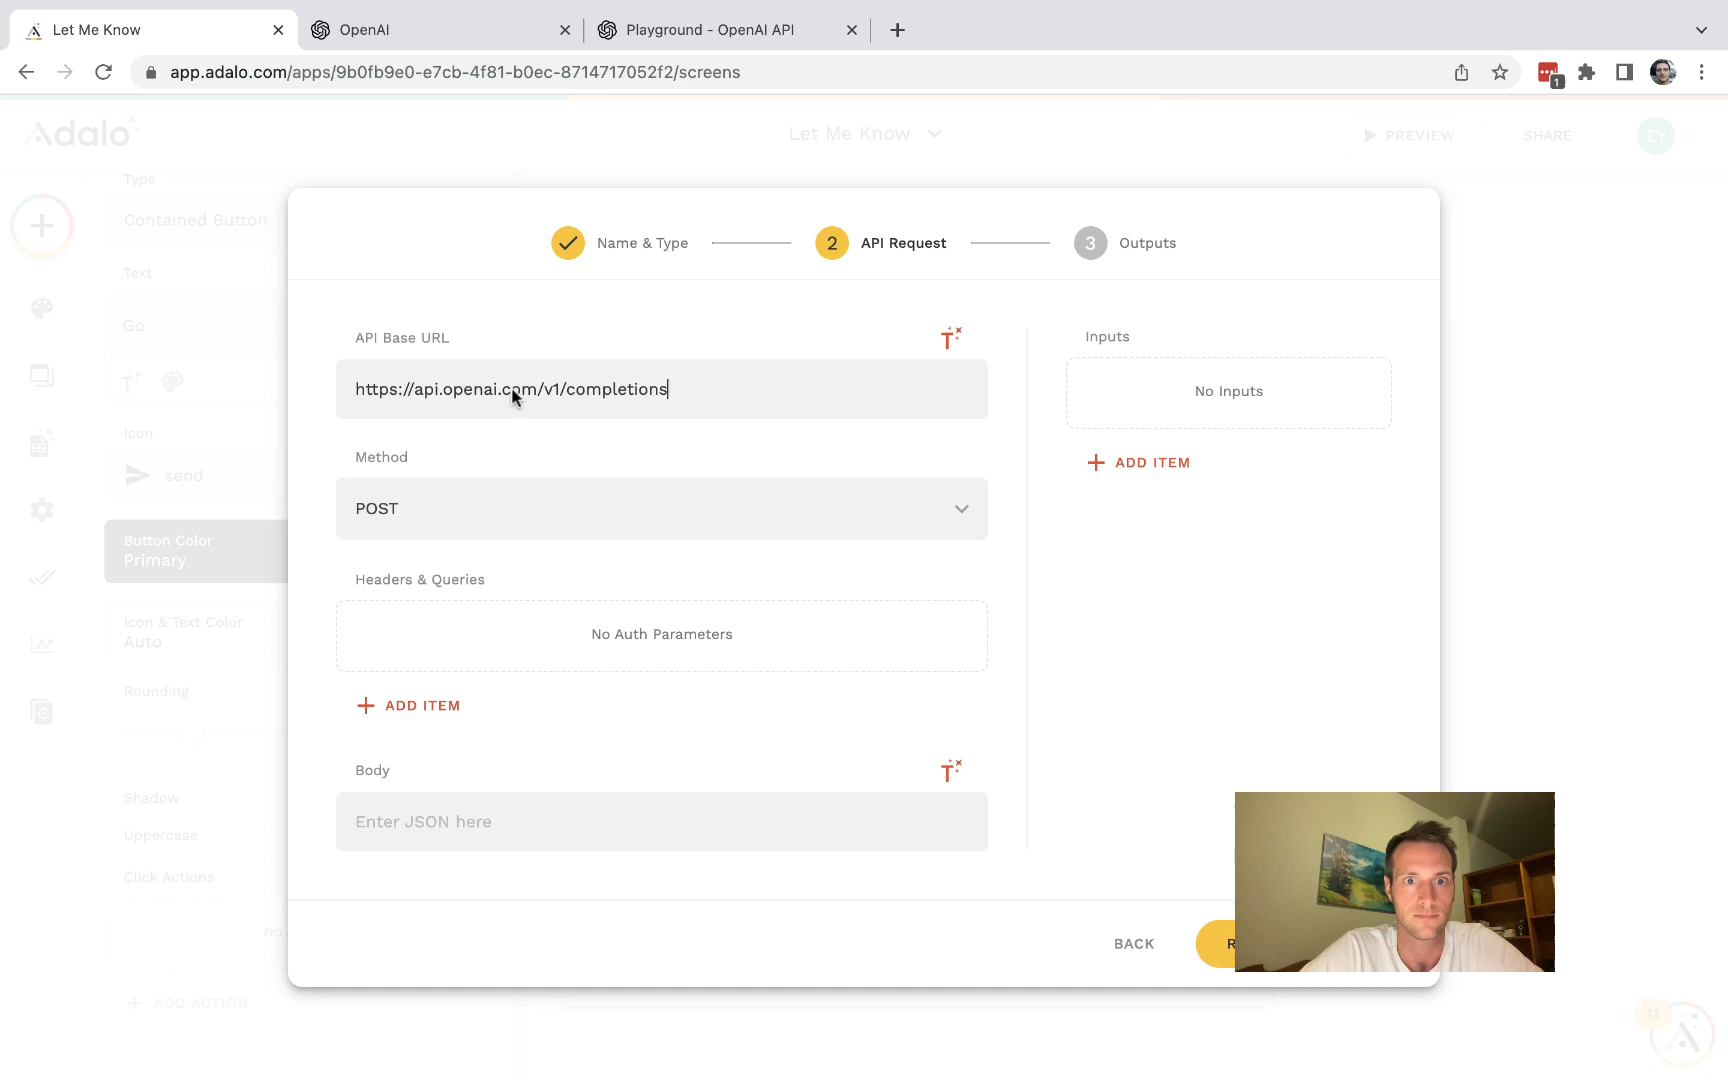 Let Me Know
OpenAI
Playground - OpenAI API
app.adalo.com/apps/9b0fb9e0-e7cb-4f81-b0ec-8714717052f2/screens
1
Adalo
Let Me Know
PREVIEW
SHARE
EY
Type
Contained Button
Text
Go
Icon
send
Button Color
Primary
Icon & Text Color
Auto
Rounding
Shadow
Uppercase
Click Actions
No
ADD ACTION
Name & Type
2
API Request
3
Outputs
API Base URL
https://api.openai.com/v1/completions
Method
POST
Headers & Queries
No Auth Parameters
ADD ITEM
Body
Enter JSON here
Inputs
No Inputs
ADD ITEM
BACK
R
13